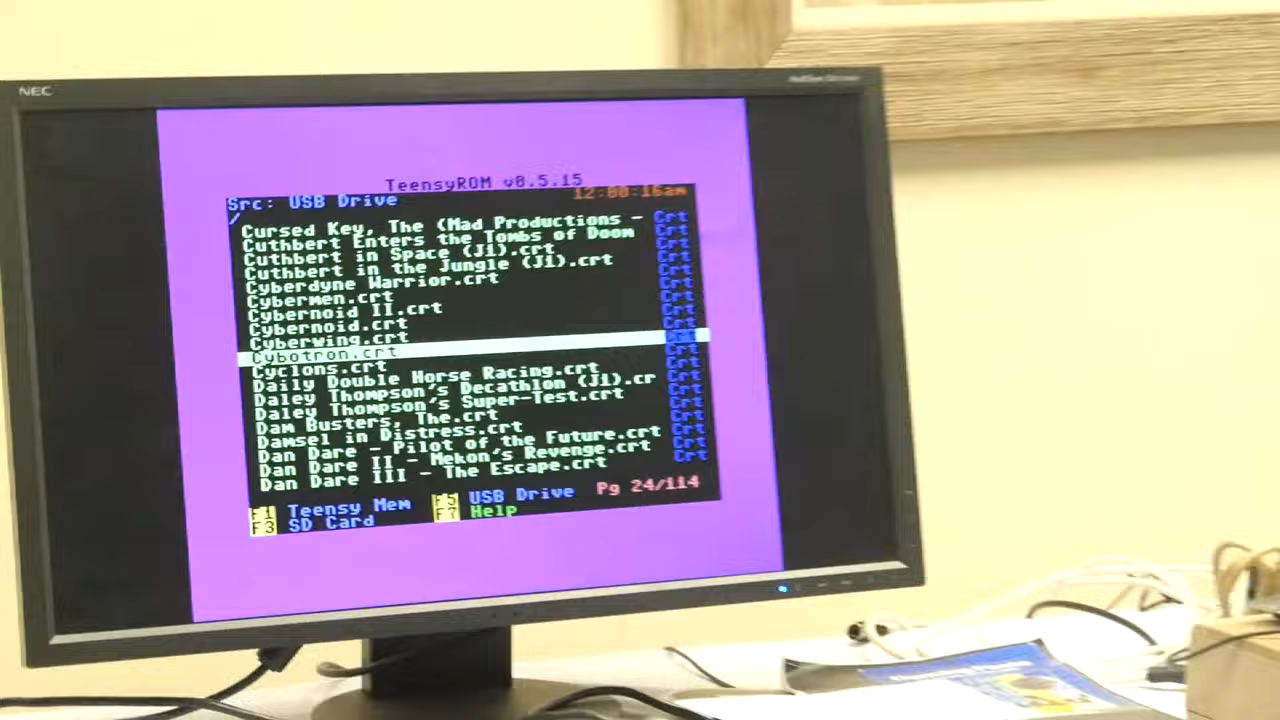 NEC
TeensyROM v0.5.15
Src: USB Drive 12:00:16am
/
Cursed Key, The (Mad Productions - Crt
Cuthbert Enters the Tombs of Doom Crt
Cuthbert in Space (J1).crt Crt
Cuthbert in the Jungle (J1).crt Crt
Cyberdyne Warrior.crt Crt
Cybermen.crt Crt
Cybernoid II.crt Crt
Cybernoid.crt Crt
Cyberwing.crt Crt
Cybotron.crt Crt
Cyclons.crt Crt
Daily Double Horse Racing.crt Crt
Daley Thompson's Decathlon (J1).cr Crt
Daley Thompson's Super-Test.crt Crt
Dam Busters, The.crt Crt
Damsel in Distress.crt Crt
Dan Dare - Pilot of the Future.crt Crt
Dan Dare II - Mekon's Revenge.crt Crt
Dan Dare III - The Escape.crt Crt
F1 Teensy Mem F5 USB Drive Pg 24/114
F3 SD Card F7 Help